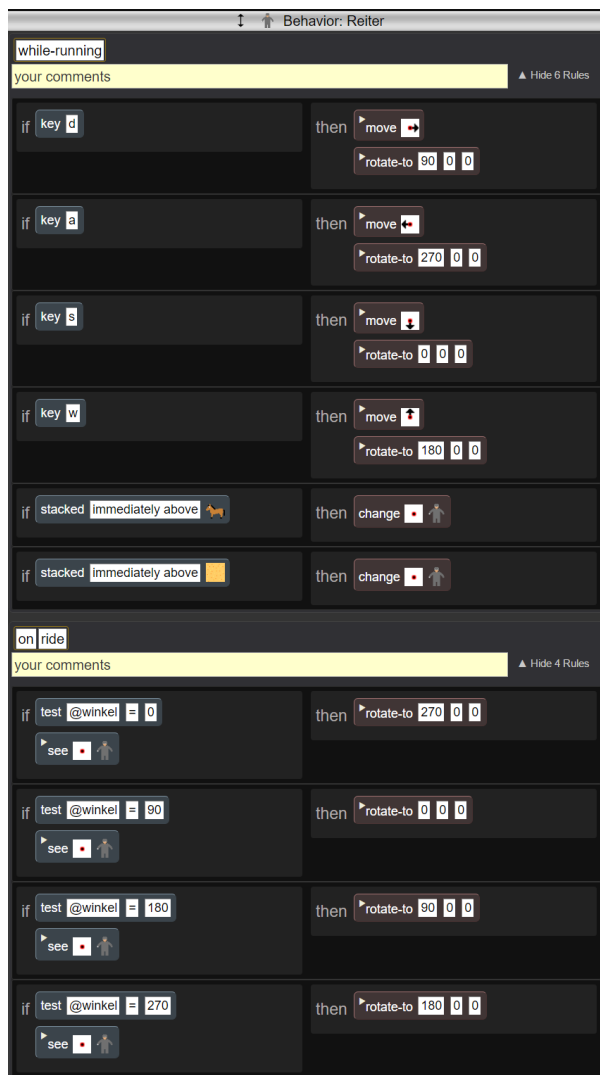 Behavior: Reiter
while-running
your comments
▲ Hide 6 Rules
if key d then move
rotate-to 90 0 0
if key a then move
rotate-to 270 0 0
if key s then move
rotate-to 0 0 0
if key w then move
rotate-to 180 0 0
if stacked immediately above then change
if stacked immediately above then change
on ride
your comments
▲ Hide 4 Rules
if test @winkel = 0 then rotate-to 270 0 0
see
if test @winkel = 90 then rotate-to 0 0 0
see
if test @winkel = 180 then rotate-to 90 0 0
see
if test @winkel = 270 then rotate-to 180 0 0
see